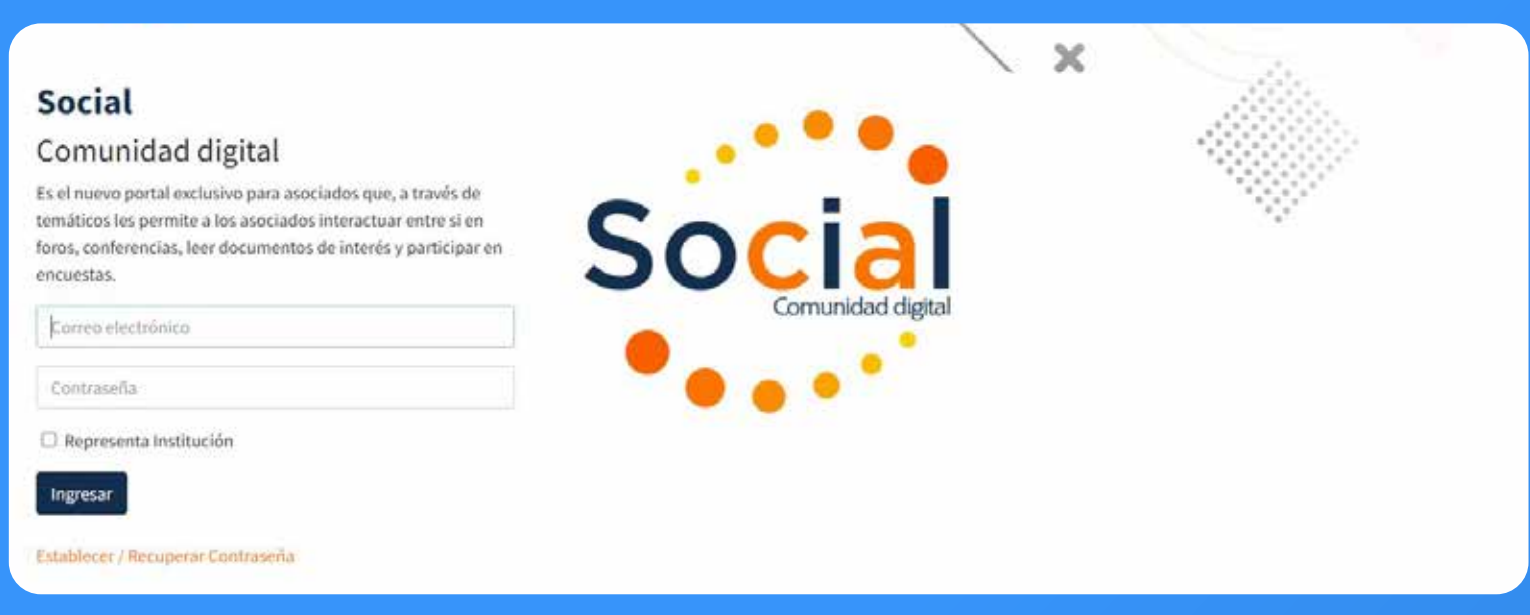 Social
Comunidad digital
Es el nuevo portal exclusivo para asociados que, a través de
temáticos les permite a los asociados interactuar entre si en
foros, conferencias, leer documentos de interés y participar en
encuestas.
Correo electrónico
Contraseña
Representa Institución
Ingresar
Establecer / Recuperar Contraseña
Social
Comunidad digital